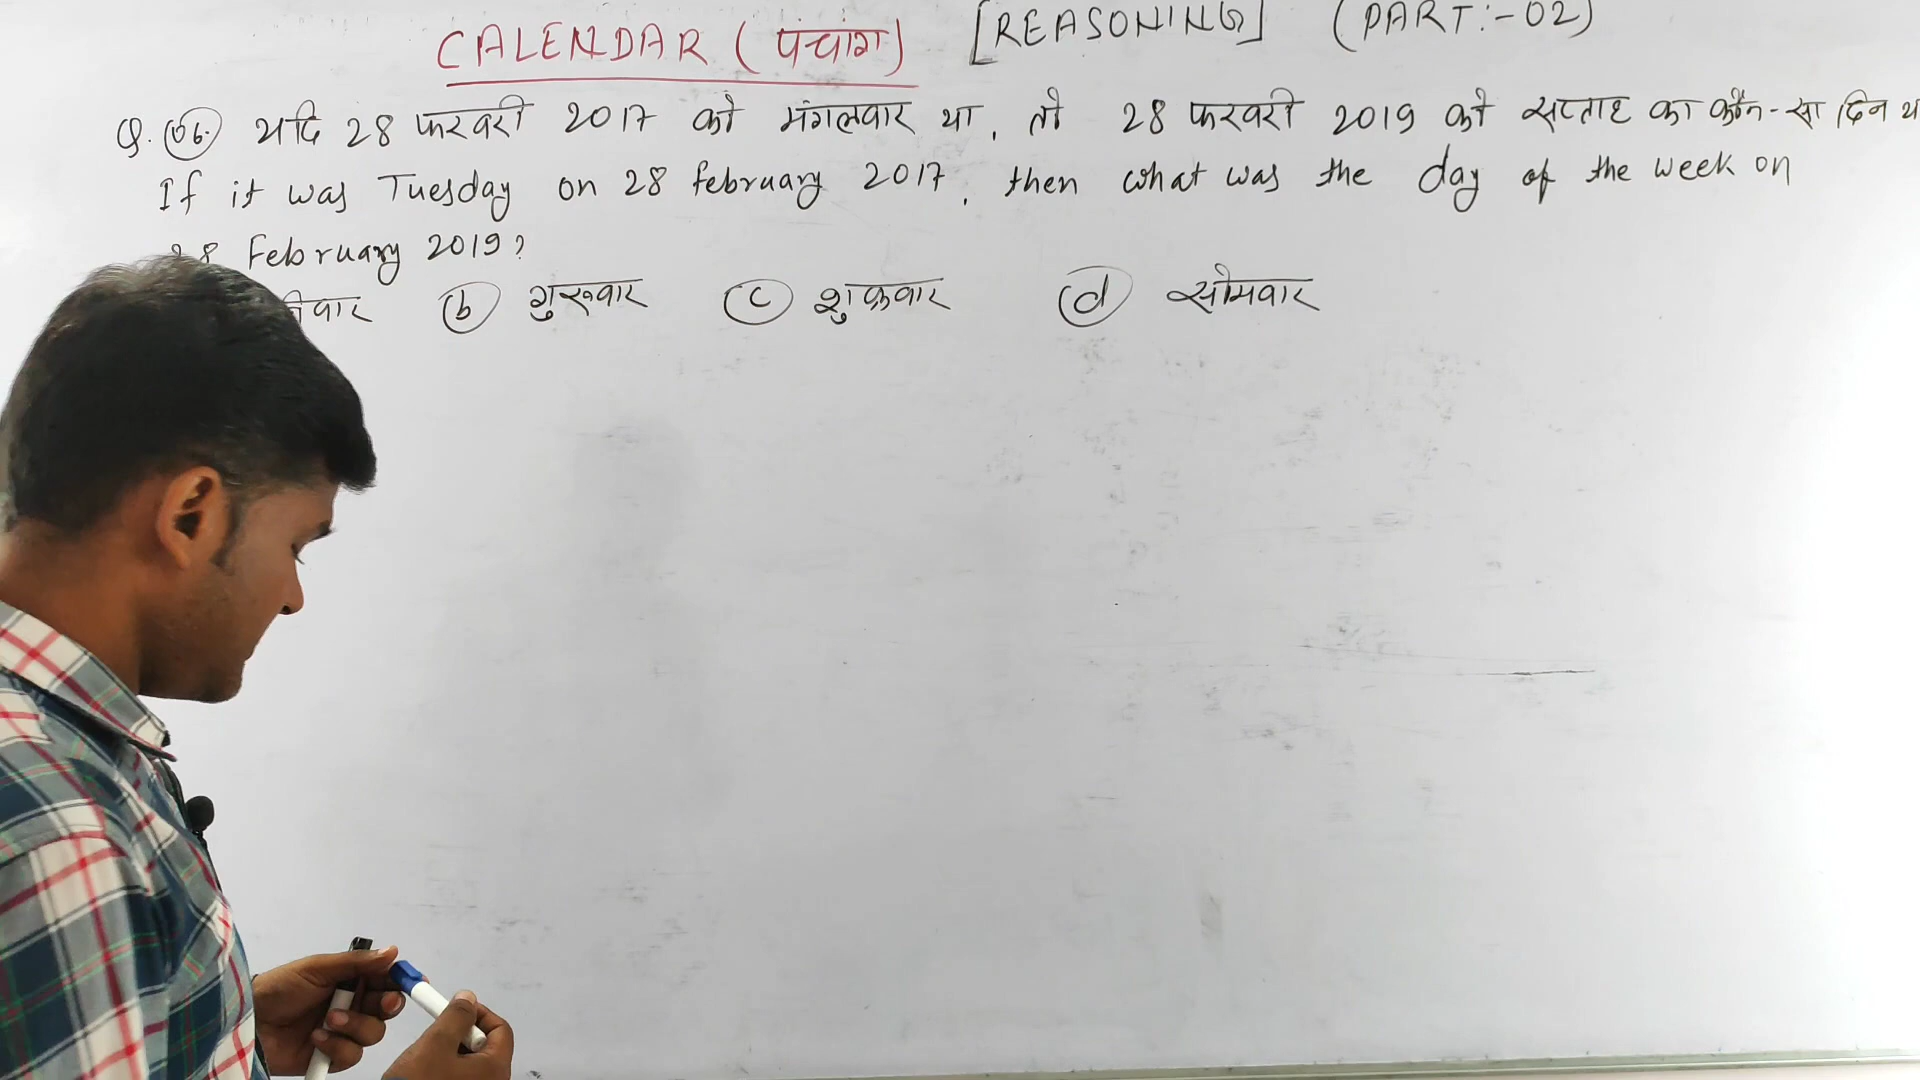 CALENDAR (पंचांग) [REASONING] (PART:-02)
Q. 06. यदि 28 फरवरी 2017 को मंगलवार था, तो 28 फरवरी 2019 को सप्ताह का कौन-सा दिन
If it was Tuesday on 28 february 2017, then what was the day of the week on
28 February 2019?
(b) गुरुवार (c) शुक्रवार (d) सोमवार